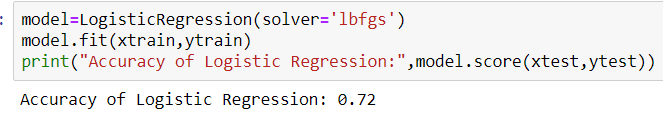 :
model=LogisticRegression(solver='lbfgs')
model.fit(xtrain,ytrain)
print("Accuracy of Logistic Regression:",model.score(xtest,ytest))
Accuracy of Logistic Regression: 0.72